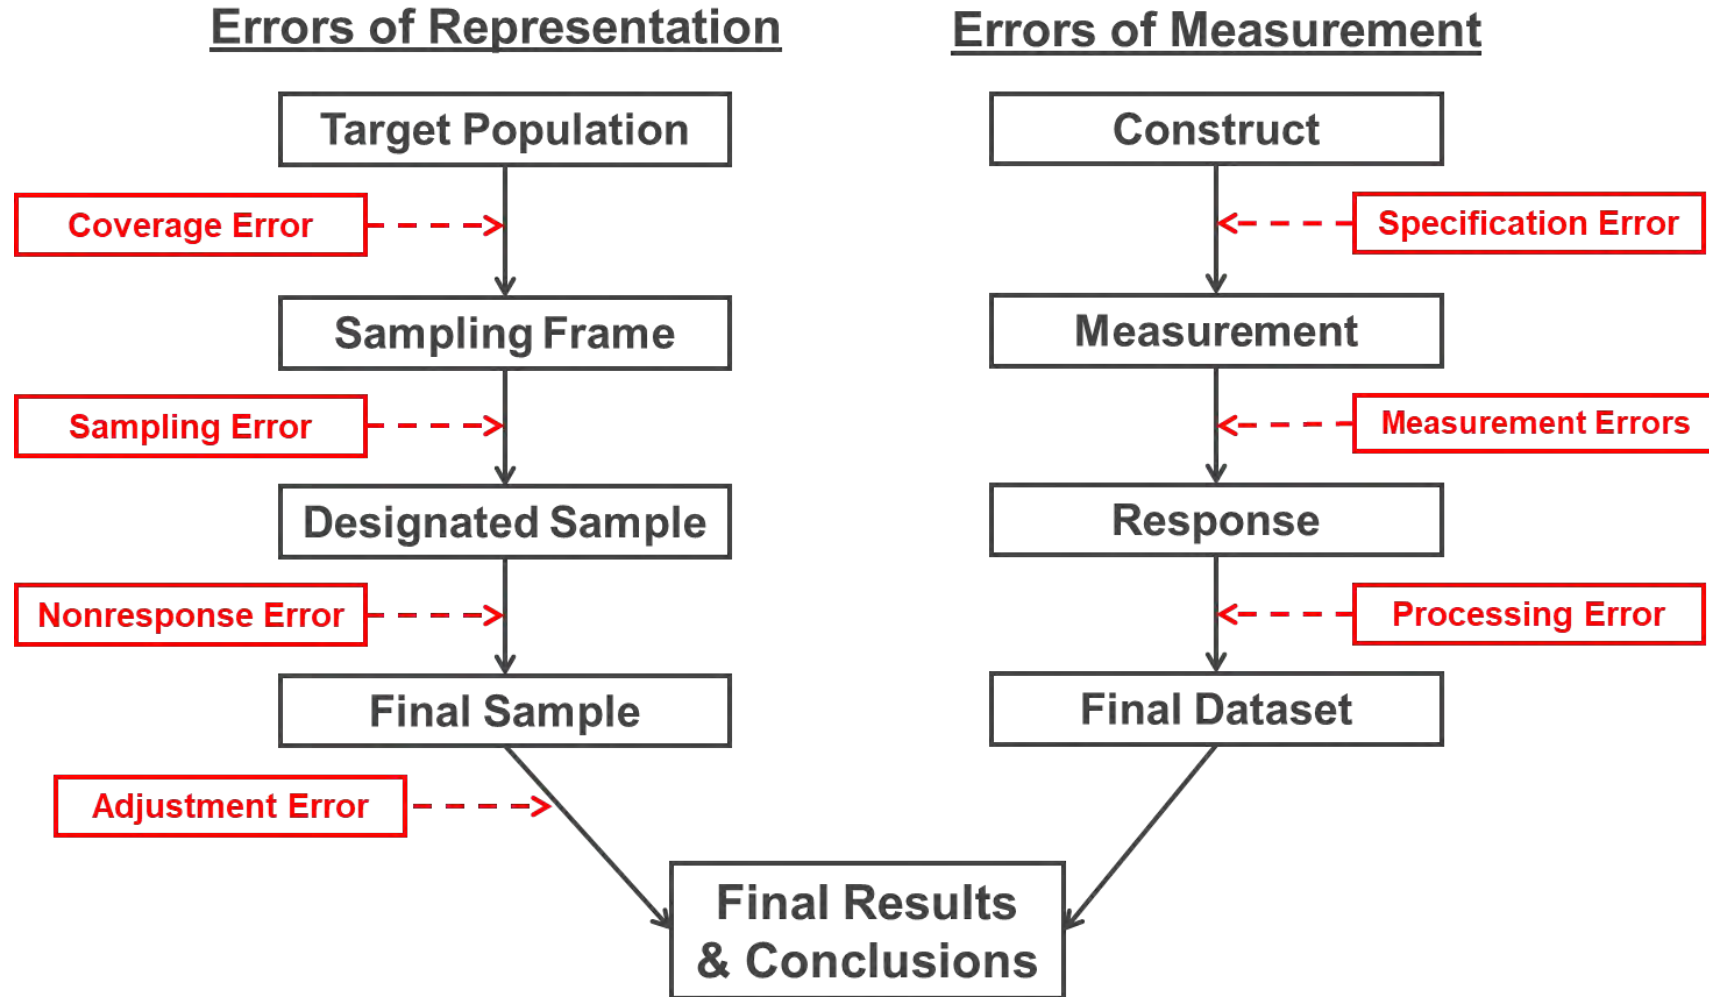 Errors of Representation
Errors of Measurement
Target Population
Construct
Coverage Error
Specification Error
Sampling Frame
Measurement
Sampling Error
Measurement Errors
Designated Sample
Response
Nonresponse Error
Processing Error
Final Sample
Final Dataset
Adjustment Error
Final Results
& Conclusions